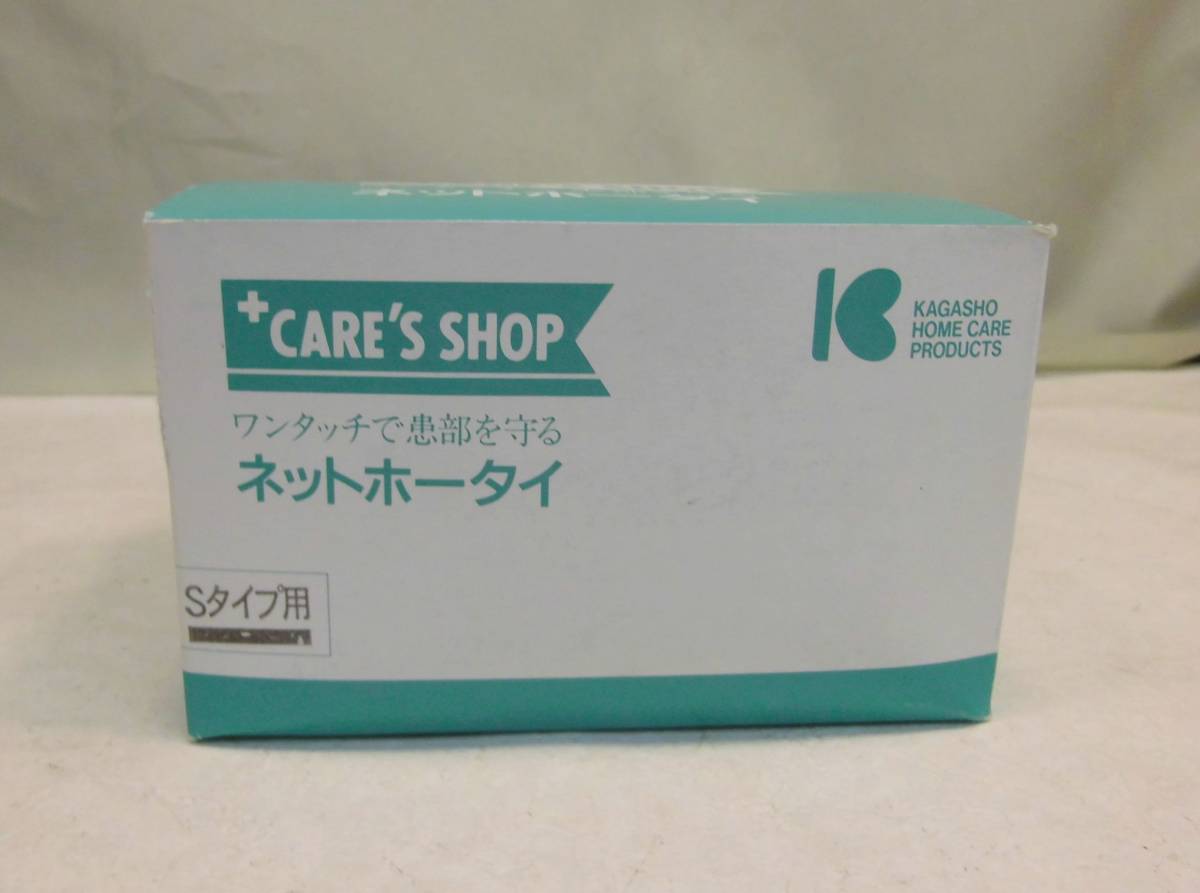 ネットホータイ
+CARE'S SHOP
KAGASHO
HOME CARE
PRODUCTS
ワンタッチで患部を守る
ネットホータイ
Sタイプ用